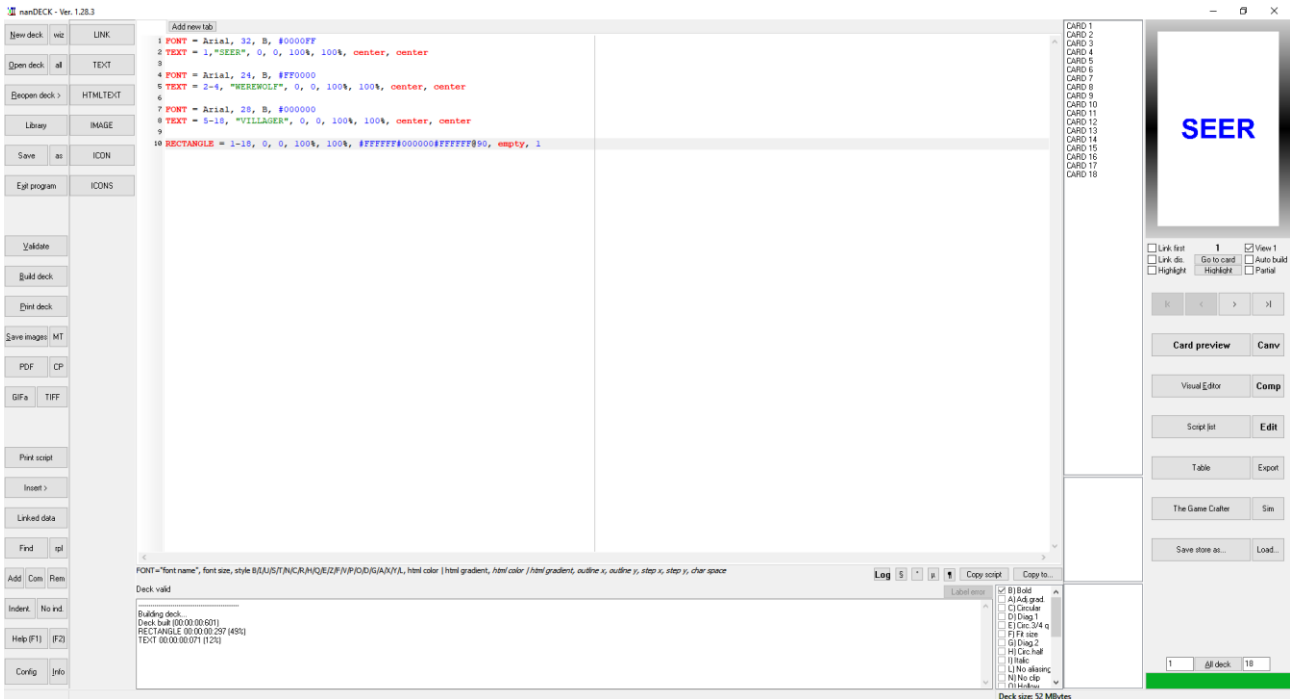 nanDECK - Ver. 1.28.3
New deck wiz LINK
Open deck all TEXT
Reopen deck > HTMLTEXT
Library IMAGE
Save as ICON
Exit program ICONS
Validate
Build deck
Print deck
Save images MT
PDF CP
GIFa TIFF
Print script
Insert >
Linked data
Find rpl
Add Com Rem
Indent. No ind.
Help (F1) (F2)
Config Info
Add new tab
1 FONT = Arial, 32, B, #0000FF
2 TEXT = 1,"SEER", 0, 0, 100%, 100%, center, center
3
4 FONT = Arial, 24, B, #FF0000
5 TEXT = 2-4, "WEREWOLF", 0, 0, 100%, 100%, center, center
6
7 FONT = Arial, 28, B, #000000
8 TEXT = 5-18, "VILLAGER", 0, 0, 100%, 100%, center, center
9
10 RECTANGLE = 1-18, 0, 0, 100%, 100%, #FFFFFF#000000#FFFFFF@90, empty, 1
FONT="font name", font size, style B/I/U/S/T/N/C/R/H/Q/E/Z/F/V/P/O/D/G/A/X/Y/L, html color | html gradient, html color / html gradient, outline x, outline y, step x, step y, char space
Log § " µ ¶ Copy script Copy to...
Deck valid
Label error
Building deck...
Deck built (00:00:00:601)
RECTANGLE 00:00:00:297 (49%)
TEXT 00:00:00:071 (12%)
B) Bold
A) Adj.grad.
C) Circular
D) Diag.1
E) Circ.3/4 q
F) Fit size
G) Diag.2
H) Circ.half
I) Italic
L) No aliasing
N) No clip
O) Hollow
Deck size: 52 MBytes
CARD 1
CARD 2
CARD 3
CARD 4
CARD 5
CARD 6
CARD 7
CARD 8
CARD 9
CARD 10
CARD 11
CARD 12
CARD 13
CARD 14
CARD 15
CARD 16
CARD 17
CARD 18
SEER
Link first 1 View 1
Link dis. Go to card Auto build
Highlight Highlight Partial
Card preview Canv
Visual Editor Comp
Script list Edit
Table Export
The Game Crafter Sim
Save store as... Load...
1 All deck 18